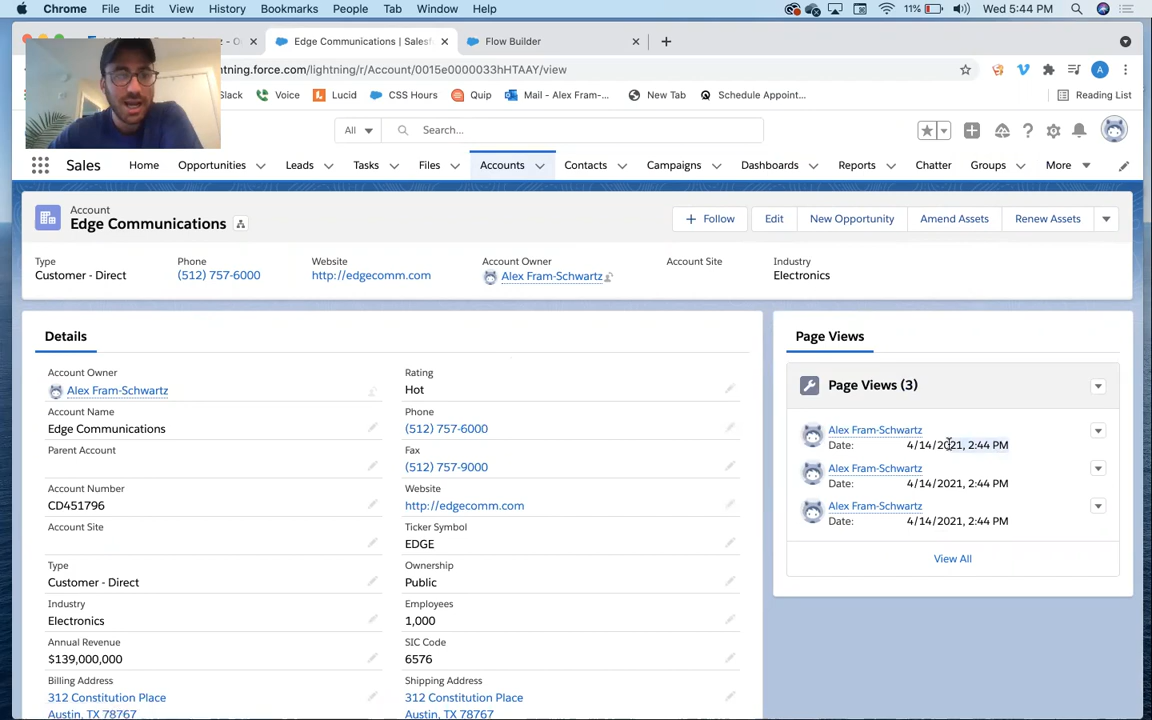 Chrome File Edit View History Bookmarks People Tab Window Help 11% Wed 5:44 PM
Edge Communications | Salesf
Flow Builder
htning.force.com/lightning/r/Account/0015e0000033hHTAAY/view
Slack Voice Lucid CSS Hours Quip Mail - Alex Fram-... New Tab Schedule Appoint... Reading List
All Search...
Sales Home Opportunities Leads Tasks Files Accounts Contacts Campaigns Dashboards Reports Chatter Groups More
Account
Edge Communications
+ Follow Edit New Opportunity Amend Assets Renew Assets
Type Phone Website Account Owner Account Site Industry
Customer - Direct (512) 757-6000 http://edgecomm.com Alex Fram-Schwartz Electronics
Details
Account Owner
Alex Fram-Schwartz
Account Name
Edge Communications
Parent Account
Account Number
CD451796
Account Site
Type
Customer - Direct
Industry
Electronics
Annual Revenue
$139,000,000
Billing Address
312 Constitution Place
Austin, TX 78767
Rating
Hot
Phone
(512) 757-6000
Fax
(512) 757-9000
Website
http://edgecomm.com
Ticker Symbol
EDGE
Ownership
Public
Employees
1,000
SIC Code
6576
Shipping Address
312 Constitution Place
Austin, TX 78767
Page Views
Page Views (3)
Alex Fram-Schwartz
Date: 4/14/2021, 2:44 PM
Alex Fram-Schwartz
Date: 4/14/2021, 2:44 PM
Alex Fram-Schwartz
Date: 4/14/2021, 2:44 PM
View All